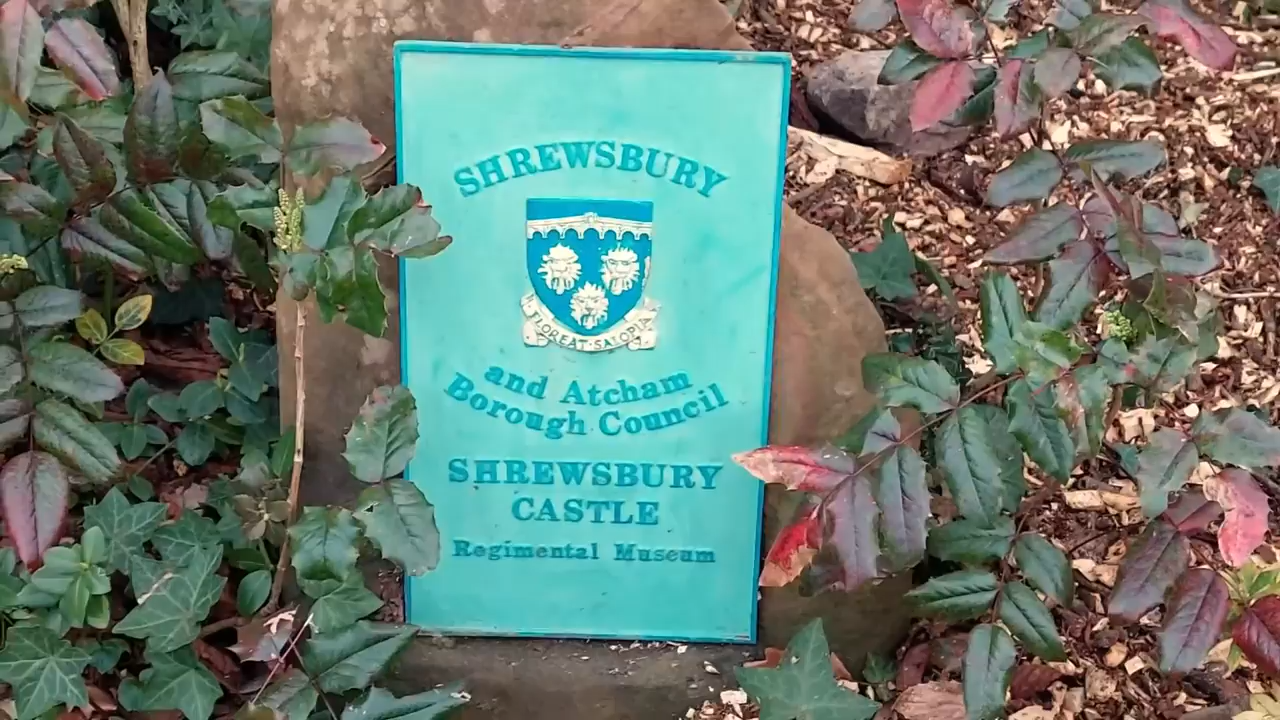 SHREWSBURY
FLOREAT·SALOPIA
and Atcham
Borough Council
SHREWSBURY
CASTLE
Regimental Museum